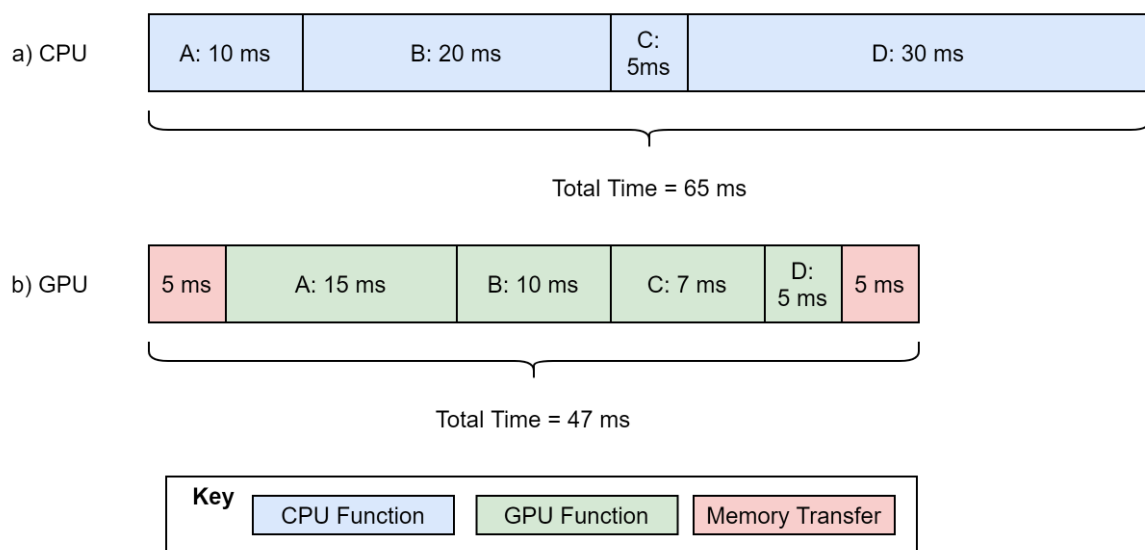 a) CPU
A: 10 ms
B: 20 ms
C:
5ms
D: 30 ms
Total Time = 65 ms
b) GPU
5 ms
A: 15 ms
B: 10 ms
C: 7 ms
D:
5 ms
5 ms
Total Time = 47 ms
Key
CPU Function
GPU Function
Memory Transfer